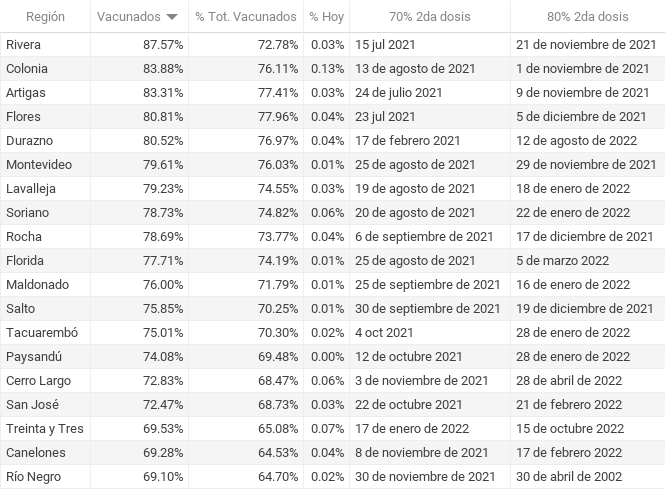 Región Vacunados % Tot. Vacunados % Hoy 70% 2da dosis 80% 2da dosis
Rivera 87.57% 72.78% 0.03% 15 jul 2021 21 de noviembre de 2021
Colonia 83.88% 76.11% 0.13% 13 de agosto de 2021 1 de noviembre de 2021
Artigas 83.31% 77.41% 0.03% 24 de julio 2021 9 de noviembre de 2021
Flores 80.81% 77.96% 0.04% 23 jul 2021 5 de diciembre de 2021
Durazno 80.52% 76.97% 0.04% 17 de febrero 2021 12 de agosto de 2022
Montevideo 79.61% 76.03% 0.01% 25 de agosto de 2021 29 de noviembre de 2021
Lavalleja 79.23% 74.55% 0.03% 19 de agosto de 2021 18 de enero de 2022
Soriano 78.73% 74.82% 0.06% 20 de agosto de 2021 22 de enero de 2022
Rocha 78.69% 73.77% 0.04% 6 de septiembre de 2021 17 de diciembre de 2021
Florida 77.71% 74.19% 0.01% 25 de agosto de 2021 5 de marzo 2022
Maldonado 76.00% 71.79% 0.01% 25 de septiembre de 2021 16 de enero de 2022
Salto 75.85% 70.25% 0.01% 30 de septiembre de 2021 19 de diciembre de 2021
Tacuarembó 75.01% 70.30% 0.02% 4 oct 2021 28 de enero de 2022
Paysandú 74.08% 69.48% 0.00% 12 de octubre 2021 28 de enero de 2022
Cerro Largo 72.83% 68.47% 0.06% 3 de noviembre de 2021 28 de abril de 2022
San José 72.47% 68.73% 0.03% 22 de octubre de 2021 21 de febrero 2022
Treinta y Tres 69.53% 65.08% 0.07% 17 de enero de 2022 15 de octubre de 2022
Canelones 69.28% 64.53% 0.04% 8 de noviembre de 2021 17 de febrero de 2022
Río Negro 69.10% 64.70% 0.02% 30 de noviembre de 2021 30 de abril de 2002